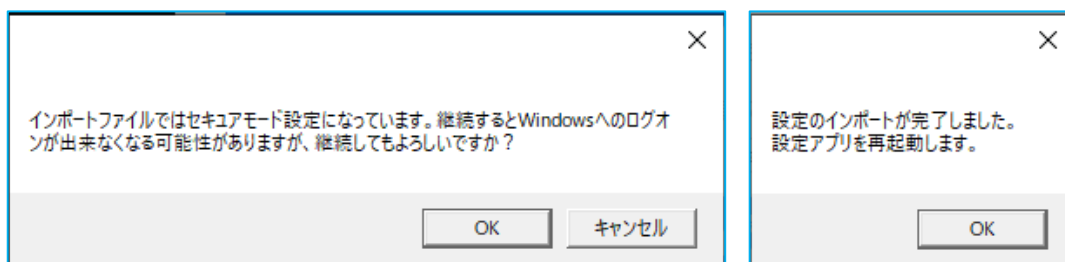 インポートファイルではセキュアモード設定になっています。継続するとWindowsへのログオ
ンが出来なくなる可能性がありますが、継続してもよろしいですか？
OK
キャンセル
設定のインポートが完了しました。
設定アプリを再起動します。
OK